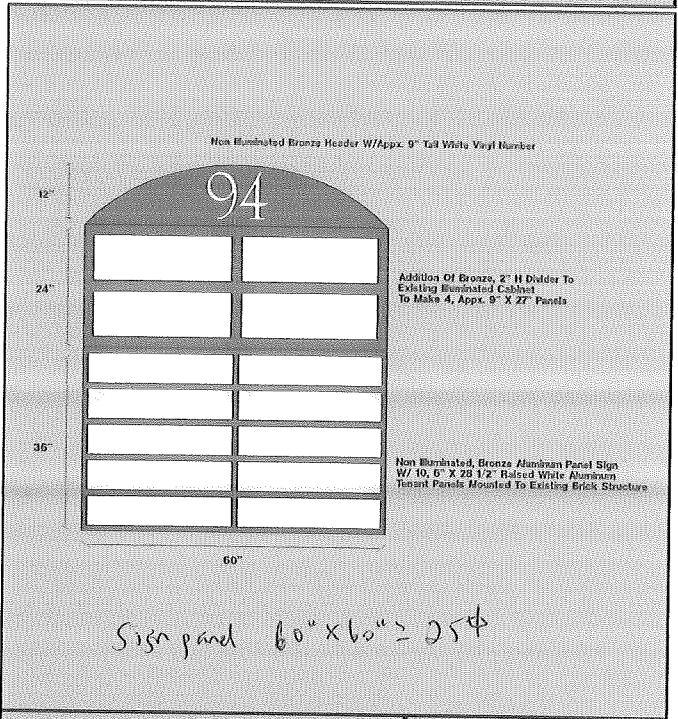 Non Illuminated Bronze Header W/Appx. 9" Tall White Vinyl Number
12"
94
24"
Addition Of Bronze, 2" H Divider To
Existing Illuminated Cabinet
To Make 4, Appx. 9" X 27" Panels
36"
Non Illuminated, Bronze Aluminum Panel Sign
W/ 10, 6" X 28 1/2" Raised White Aluminum
Tenant Panels Mounted To Existing Brick Structure
60"
Sign panel 60" X 60" = 25